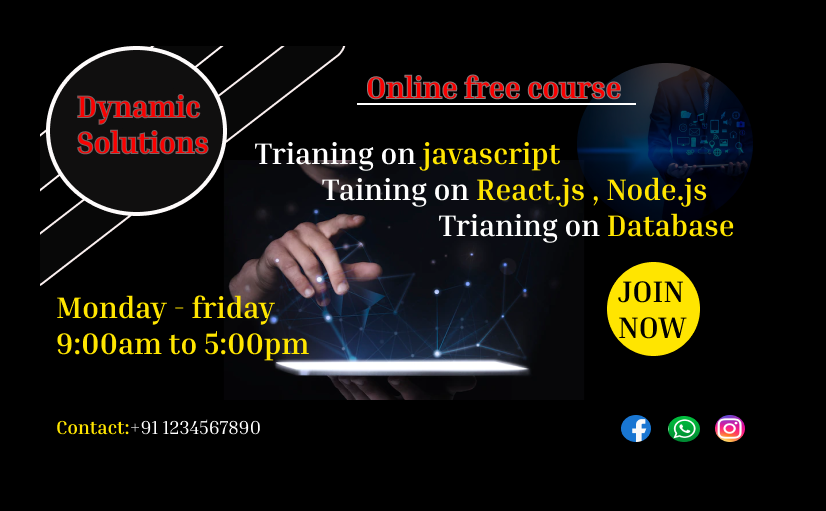 Dynamic
Solutions
Online free course
Trianing on javascript
Taining on React.js , Node.js
Trianing on Database
JOIN
NOW
Monday - friday
9:00am to 5:00pm
Contact:+91 1234567890